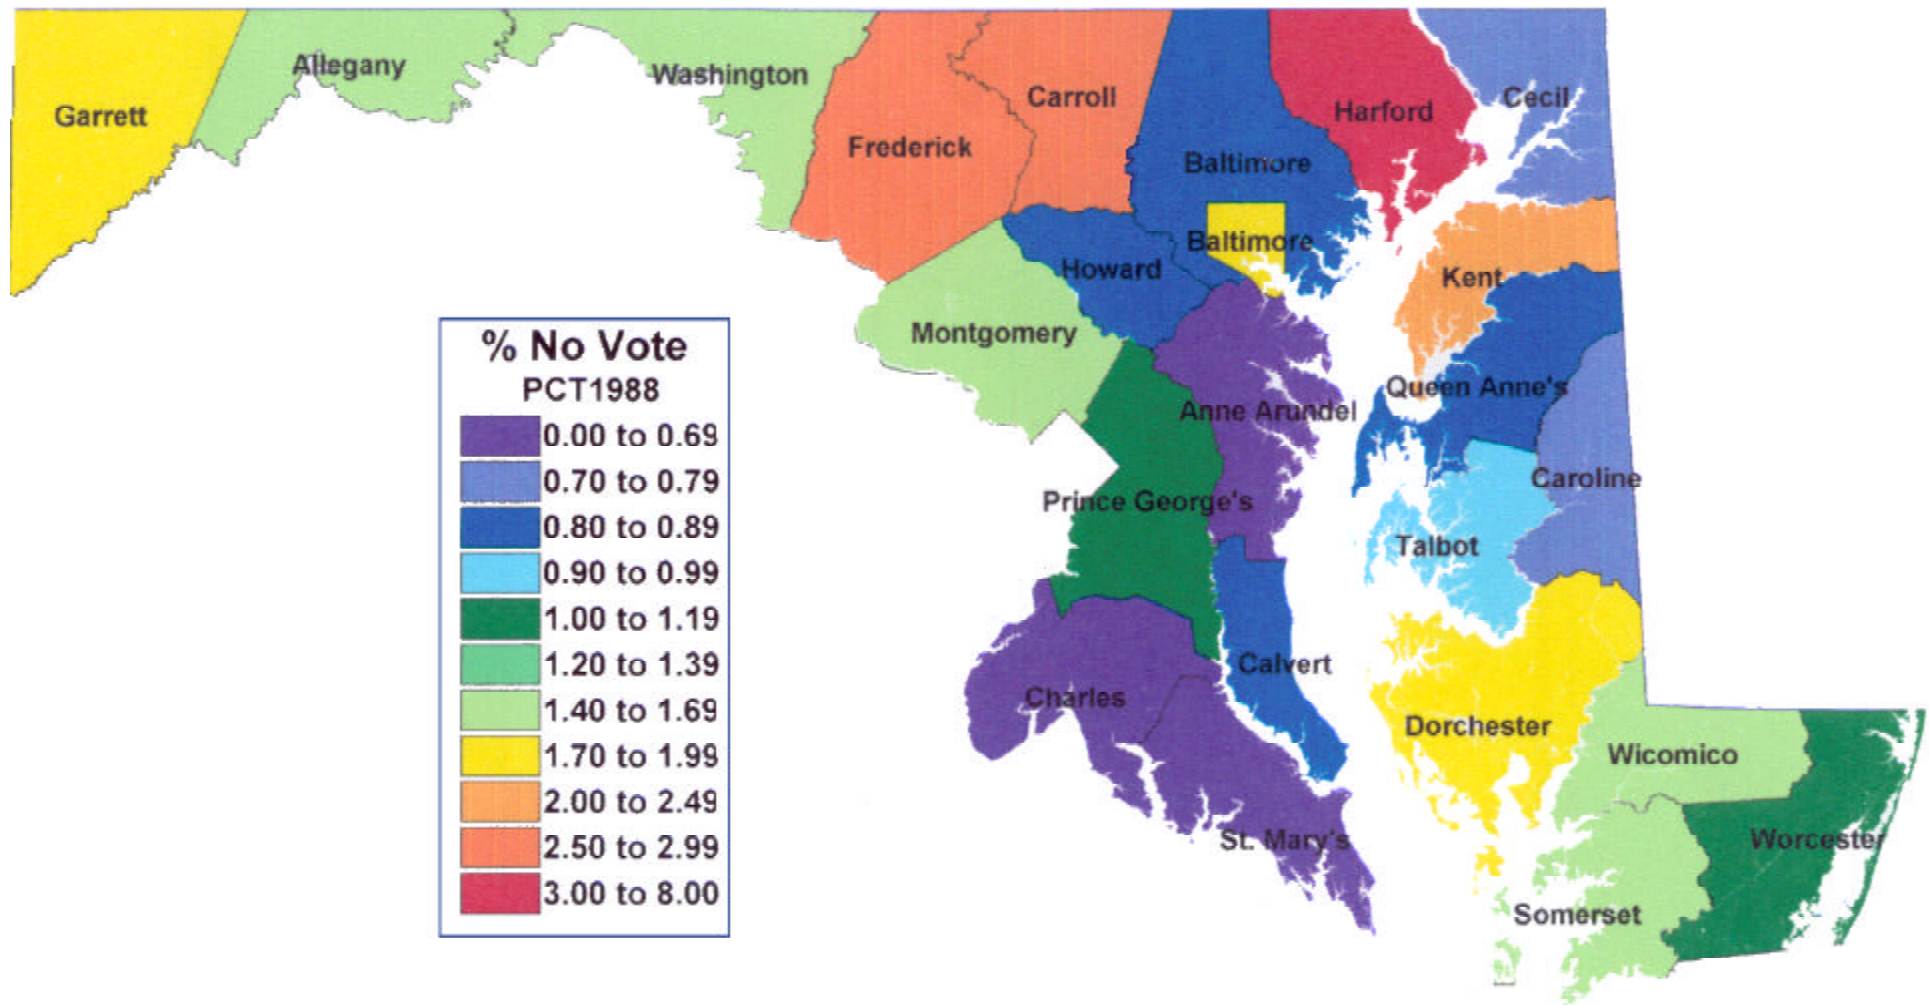 Garrett
Allegany
Washington
Frederick
Carroll
Baltimore
Harford
Cecil
Baltimore
Howard
Kent
Montgomery
Queen Anne's
Anne Arundel
Caroline
Prince George's
Talbot
Calvert
Charles
Dorchester
Wicomico
St. Mary's
Worcester
Somerset
% No Vote
PCT1988
0.00 to 0.69
0.70 to 0.79
0.80 to 0.89
0.90 to 0.99
1.00 to 1.19
1.20 to 1.39
1.40 to 1.69
1.70 to 1.99
2.00 to 2.49
2.50 to 2.99
3.00 to 8.00